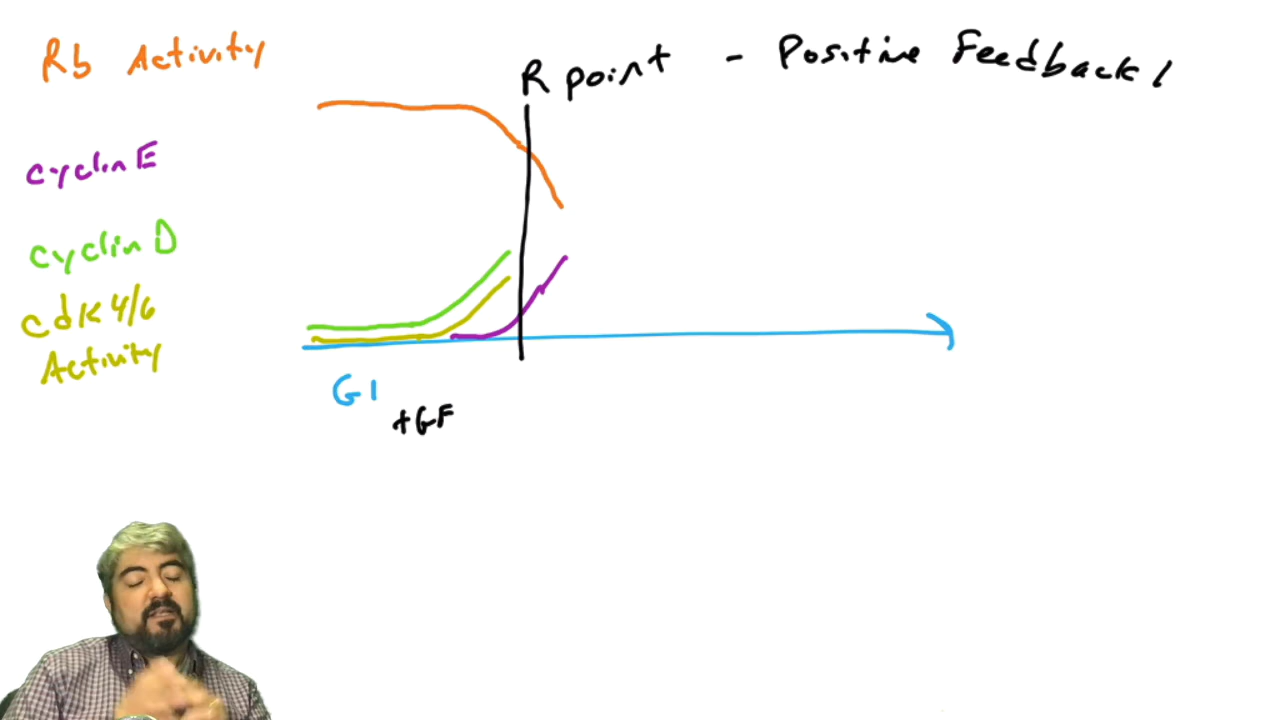 Rb Activity
R point - Positive Feedback
cyclin E
cyclin D
cdk 4/6
Activity
G1
+GF